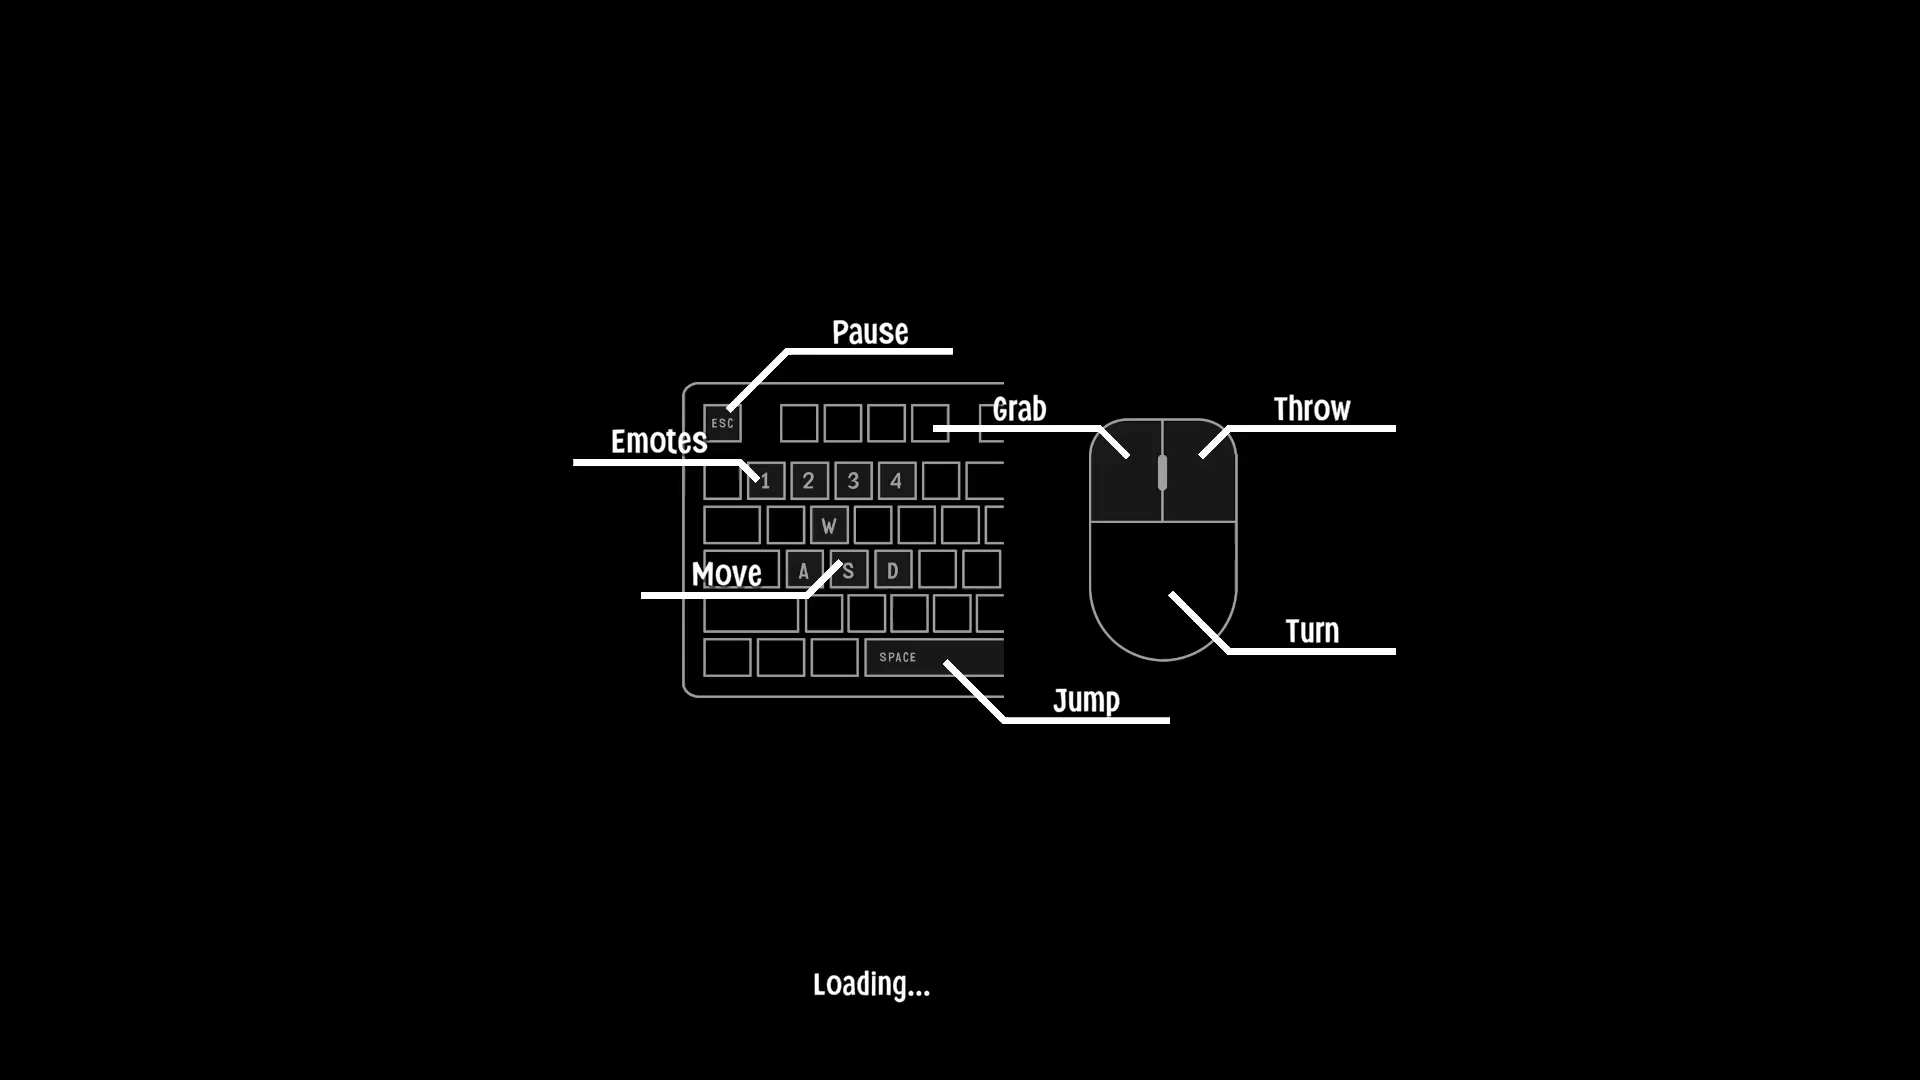 Pause
Grab
Throw
ESC
Emotes
1 2 3 4
W
Move
A S D
Turn
SPACE
Jump
Loading...